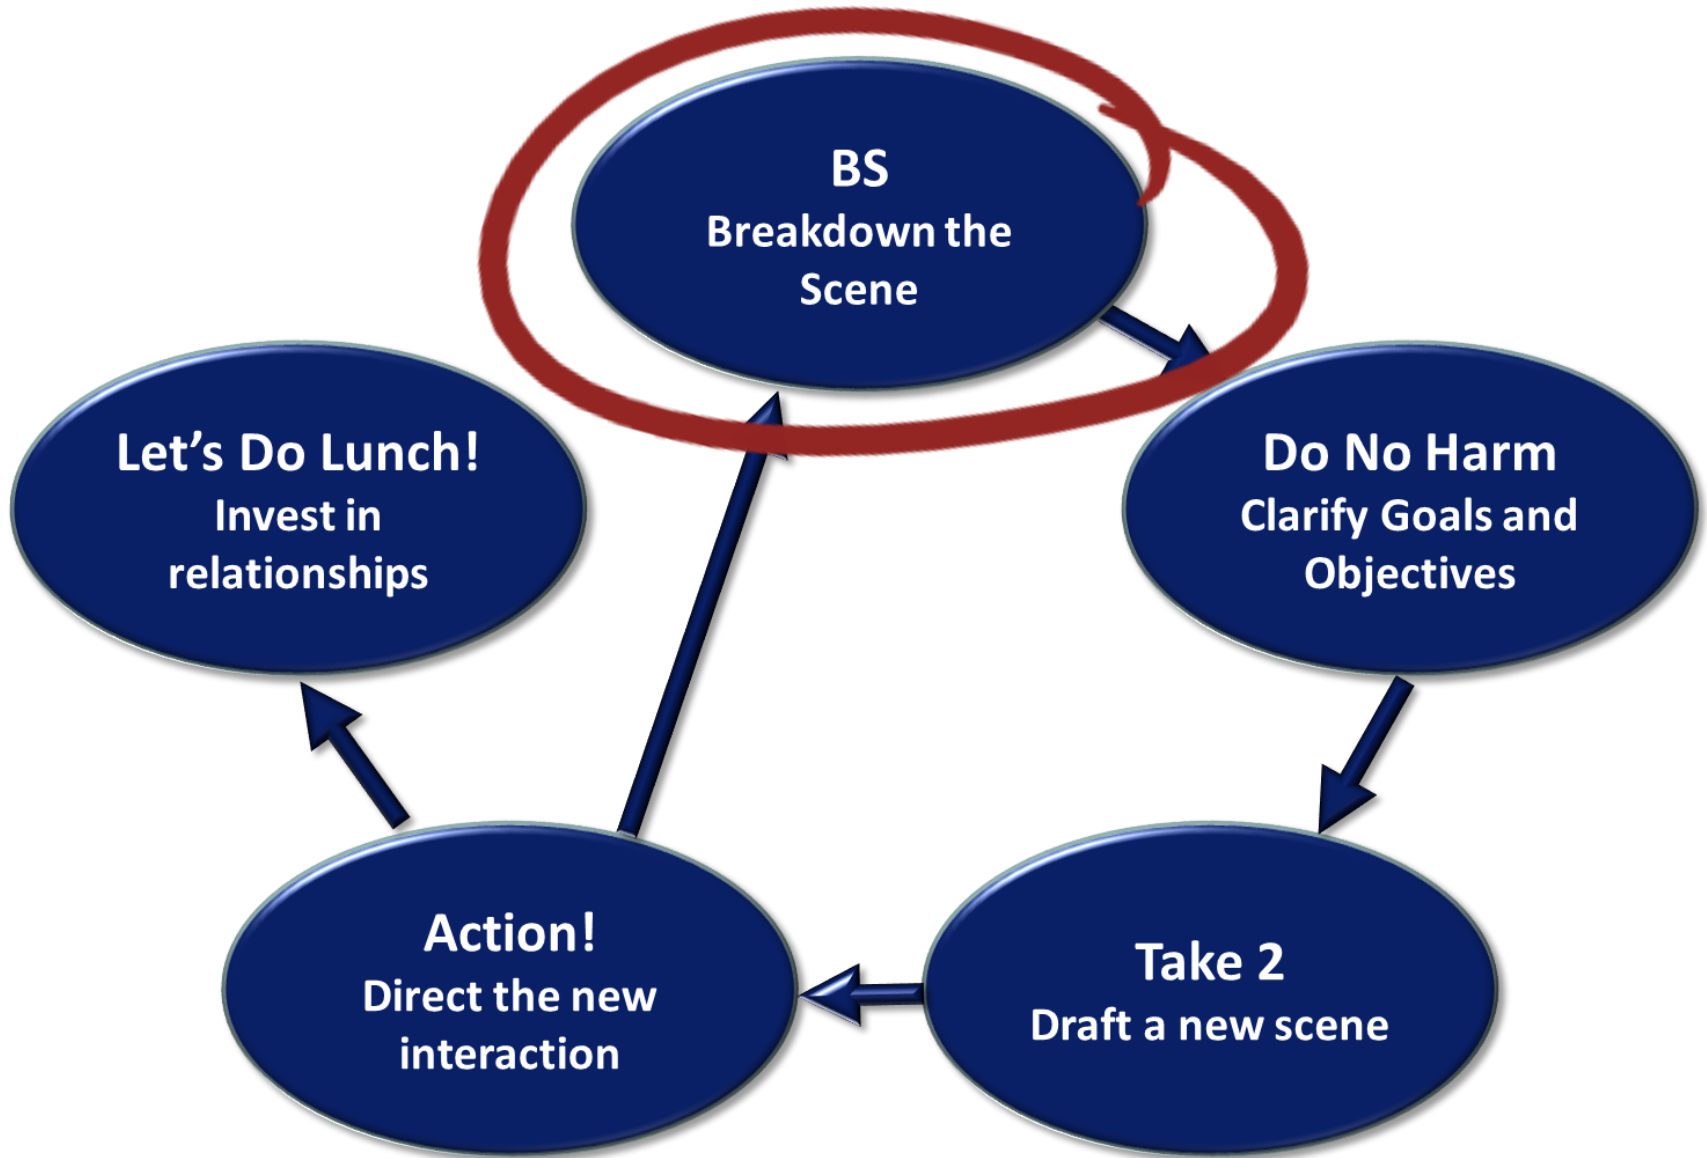 BS
Breakdown the
Scene
Let’s Do Lunch!
Invest in
relationships
Do No Harm
Clarify Goals and
Objectives
Action!
Direct the new
interaction
Take 2
Draft a new scene